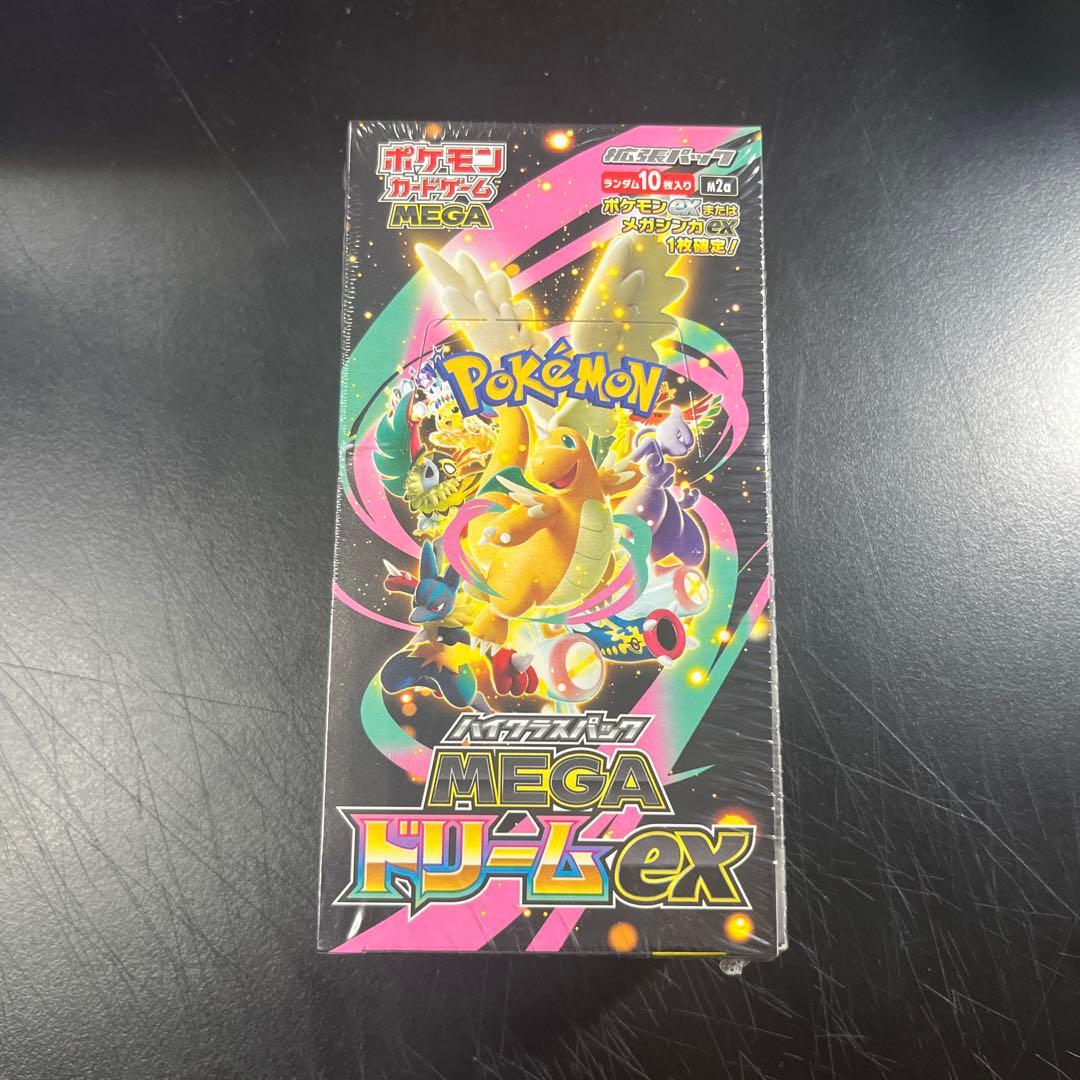 ポケモン
カードゲーム
MEGA
拡張パック
ランダム10枚入り M2a
ポケモンexまたは
メガシンカex
1枚確定!
POKéMON
TM
ハイクラスパック
MEGA
ドリームex